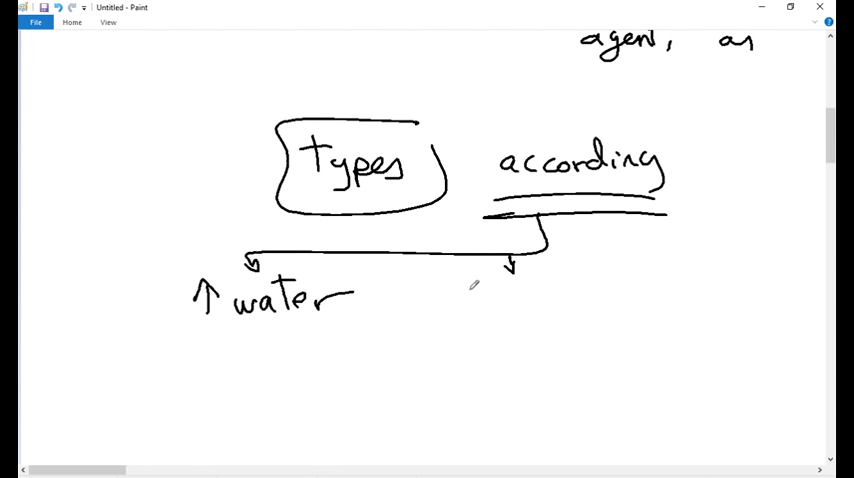 Untitled - Paint
File Home View
agent, as
types according
↑ water